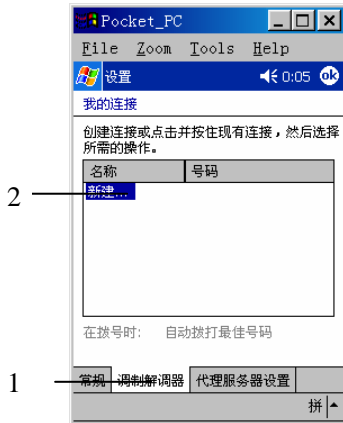 Pocket_PC
File Zoom Tools Help
设置 0:05 ok
我的连接
创建连接或点击并按住现有连接，然后选择
所需的操作。
名称 号码
2
新建...
在拨号时: 自动拨打最佳号码
1
常规 调制解调器 代理服务器设置
拼